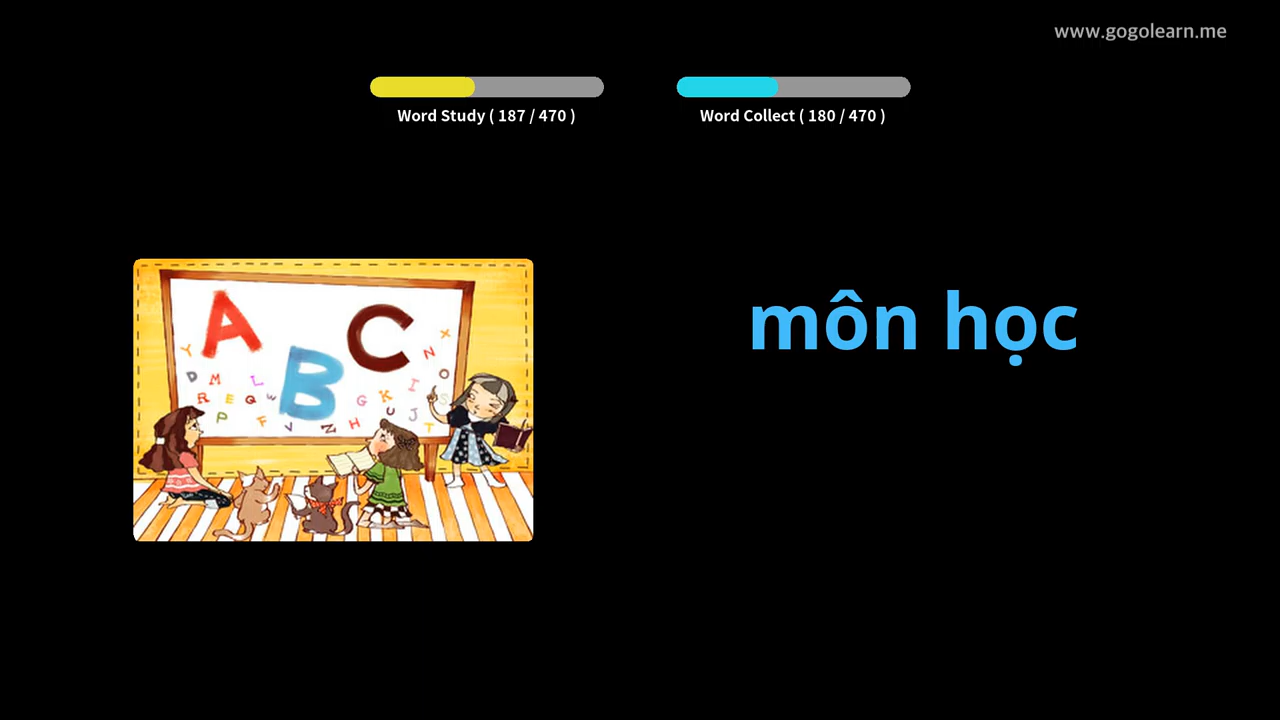 www.gogolearn.me
Word Study ( 187 / 470 )
Word Collect ( 180 / 470 )
môn học
A
B
C
Y
X
N
D
M
L
O
R
E
Q
W
G
K
I
S
P
F
V
Z
H
U
J
T